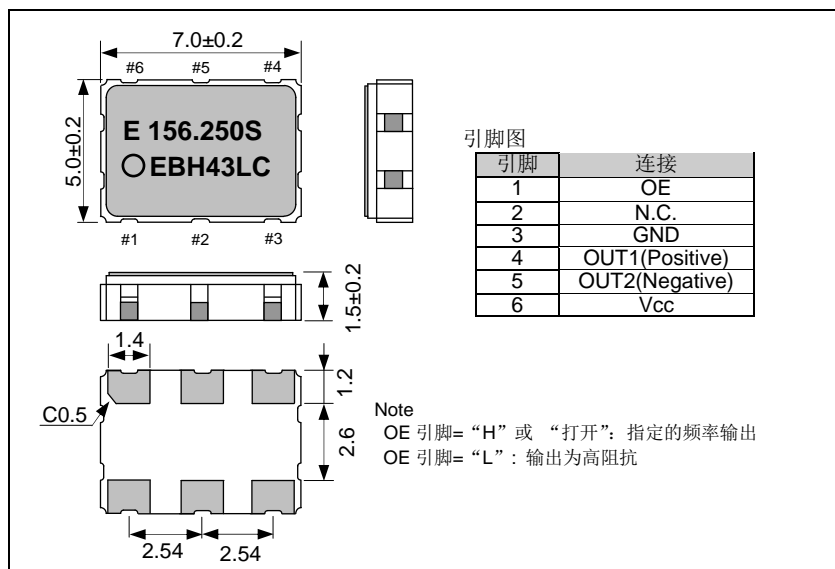 7.0±0.2
#6 #5 #4
5.0±0.2
E 156.250S
EBH43LC
#1 #2 #3
1.5±0.2
1.4
1.2
C0.5
2.6
2.54 2.54
引脚图
引脚 连接
1 OE
2 N.C.
3 GND
4 OUT1(Positive)
5 OUT2(Negative)
6 Vcc
Note
OE 引脚= “H” 或 “打开”: 指定的频率输出
OE 引脚= “L” : 输出为高阻抗